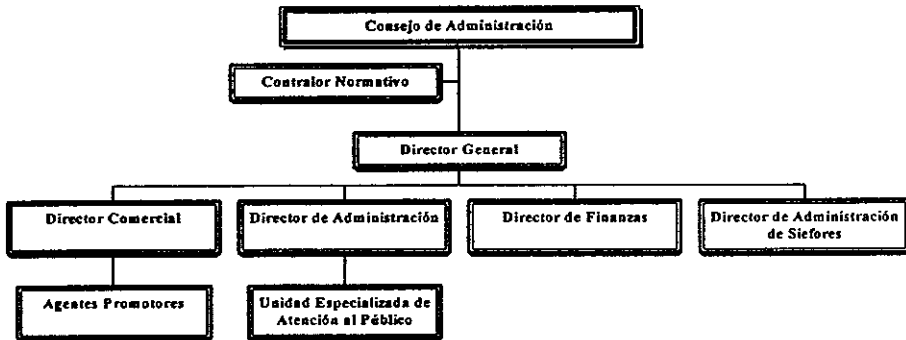 Consejo de Administración
Contralor Normativo
Director General
Director Comercial
Director de Administración
Director de Finanzas
Director de Administración
de Siefores
Agentes Promotores
Unidad Especializada de
Atención al Público